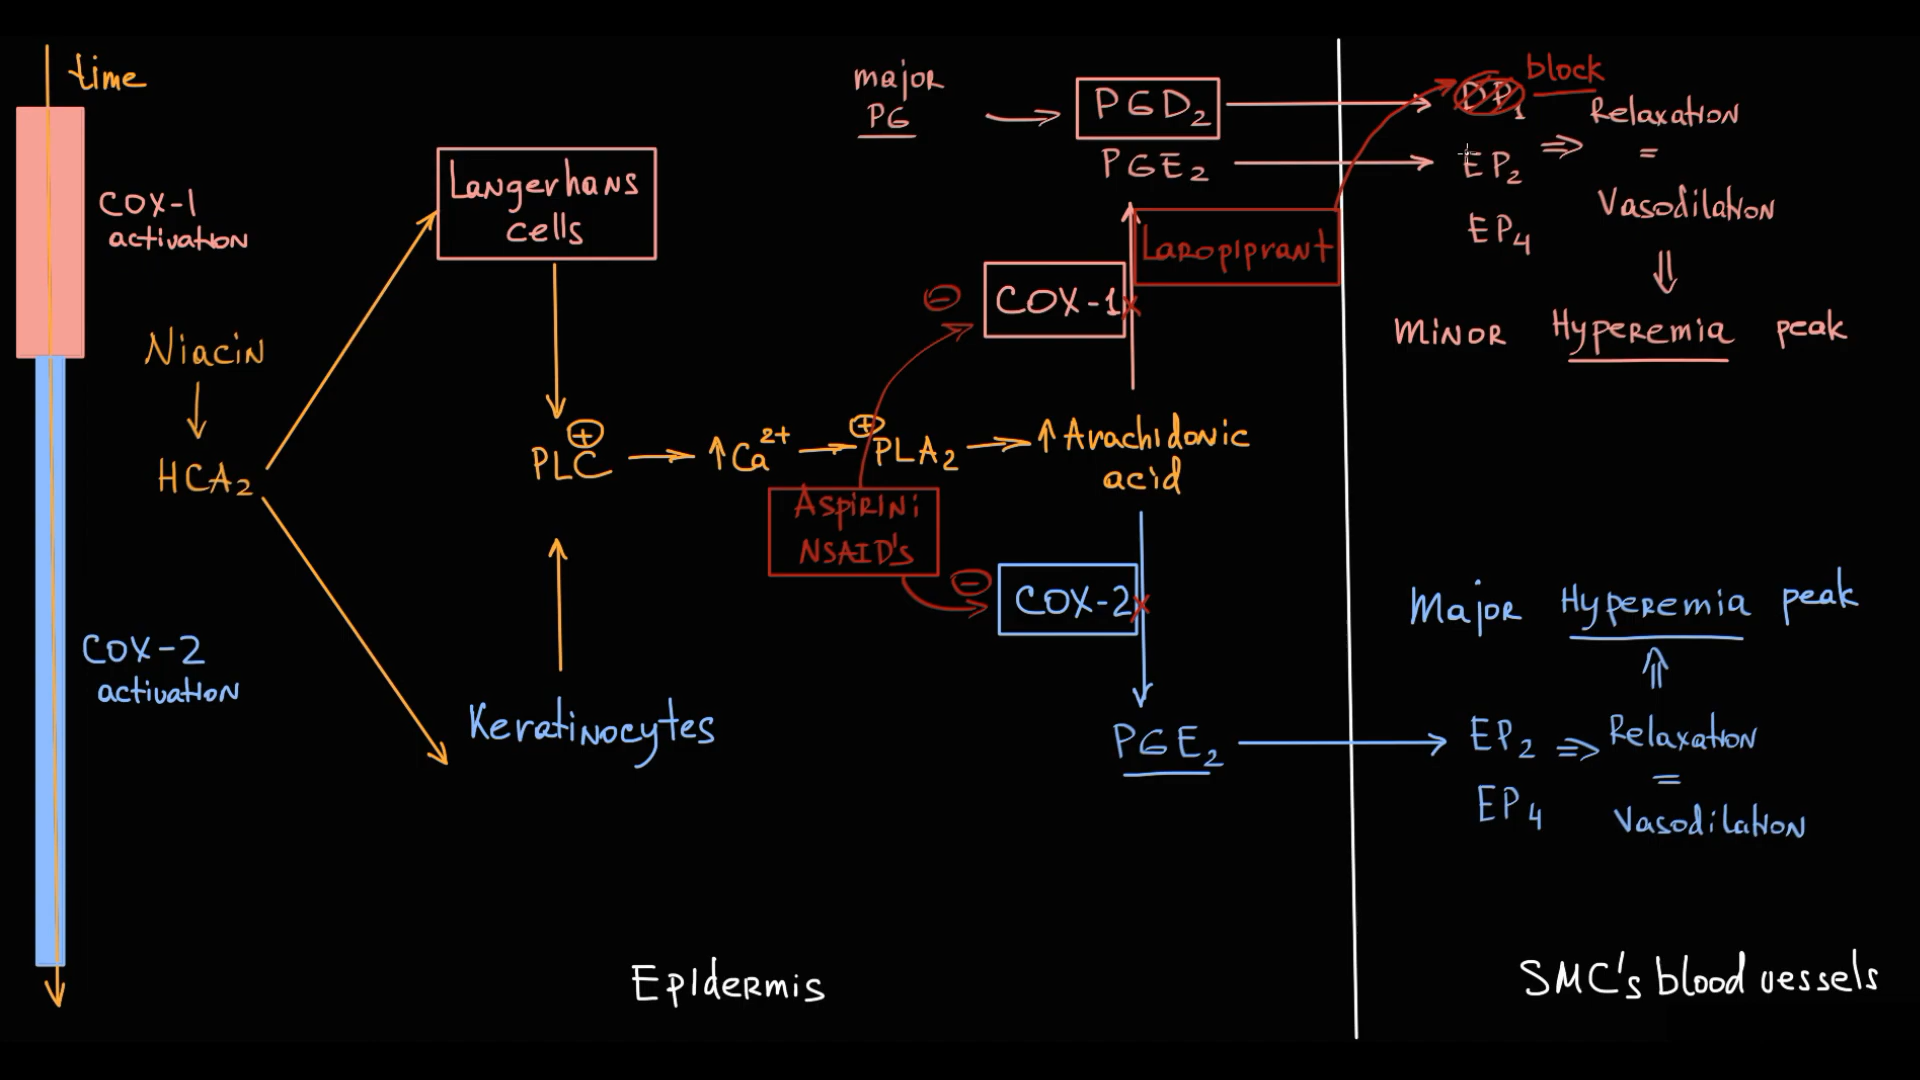 time
COX-1
activation
Niacin
HCA2
COX-2
activation
Langerhans
cells
PLC
+
↑Ca2+
+
PLA2
↑Arachidonic
acid
Keratinocytes
Aspirin;
NSAID's
−
−
major
PG
PGD2
PGE2
COX-1
x
Laropiprant
COX-2
x
PGE2
DP1
block
EP2
EP4
Relaxation
=
Vasodilation
Minor Hyperemia peak
Major Hyperemia peak
EP2
EP4
Relaxation
=
Vasodilation
Epidermis
SMC's blood vessels